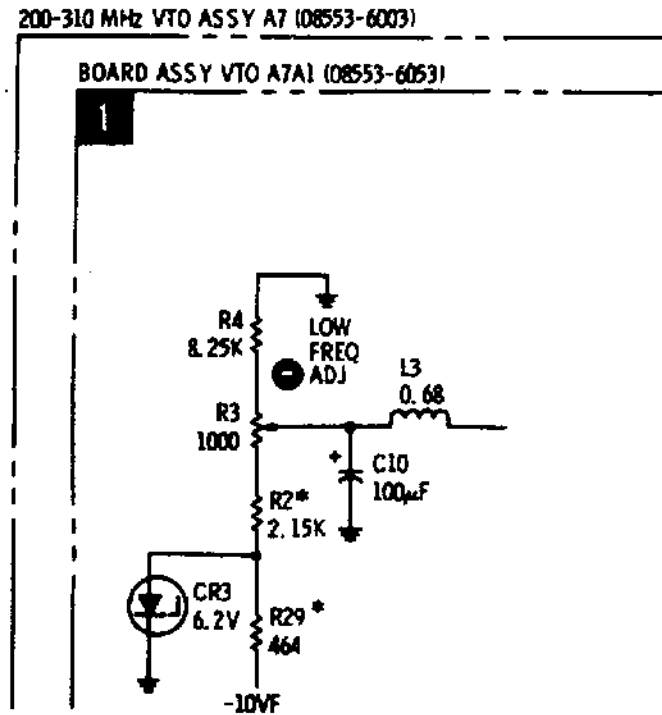 200-310 MHz VTO ASSY A7 (08553-6003)
BOARD ASSY VTO A7A1 (08553-6053)
1
R4
8.25K
LOW
FREQ
ADJ
R3
1000
L3
0.68
+
C10
100µF
R2*
2.15K
CR3
6.2V
R29*
464
-10VF